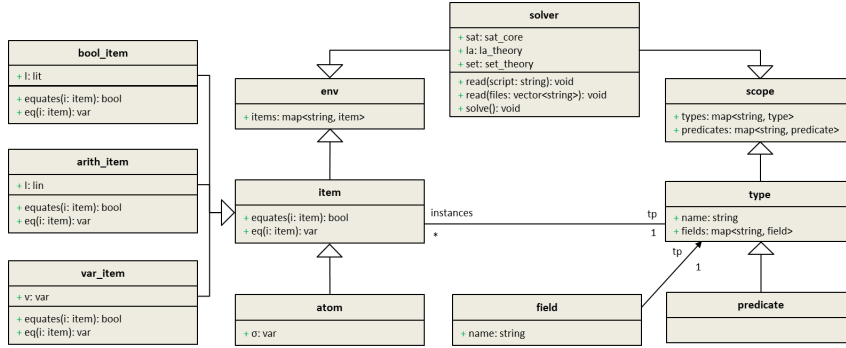 solver
+ sat: sat_core
+ la: la_theory
+ set: set_theory
+ read(script: string): void
+ read(files: vector<string>): void
+ solve(): void
bool_item
+ l: lit
+ equates(i: item): bool
+ eq(i: item): var
env
+ items: map<string, item>
scope
+ types: map<string, type>
+ predicates: map<string, predicate>
arith_item
+ l: lin
+ equates(i: item): bool
+ eq(i: item): var
item
+ equates(i: item): bool
+ eq(i: item): var
instances
*
tp
1
type
+ name: string
+ fields: map<string, field>
tp
1
var_item
+ v: var
+ equates(i: item): bool
+ eq(i: item): var
atom
+ σ: var
field
+ name: string
predicate